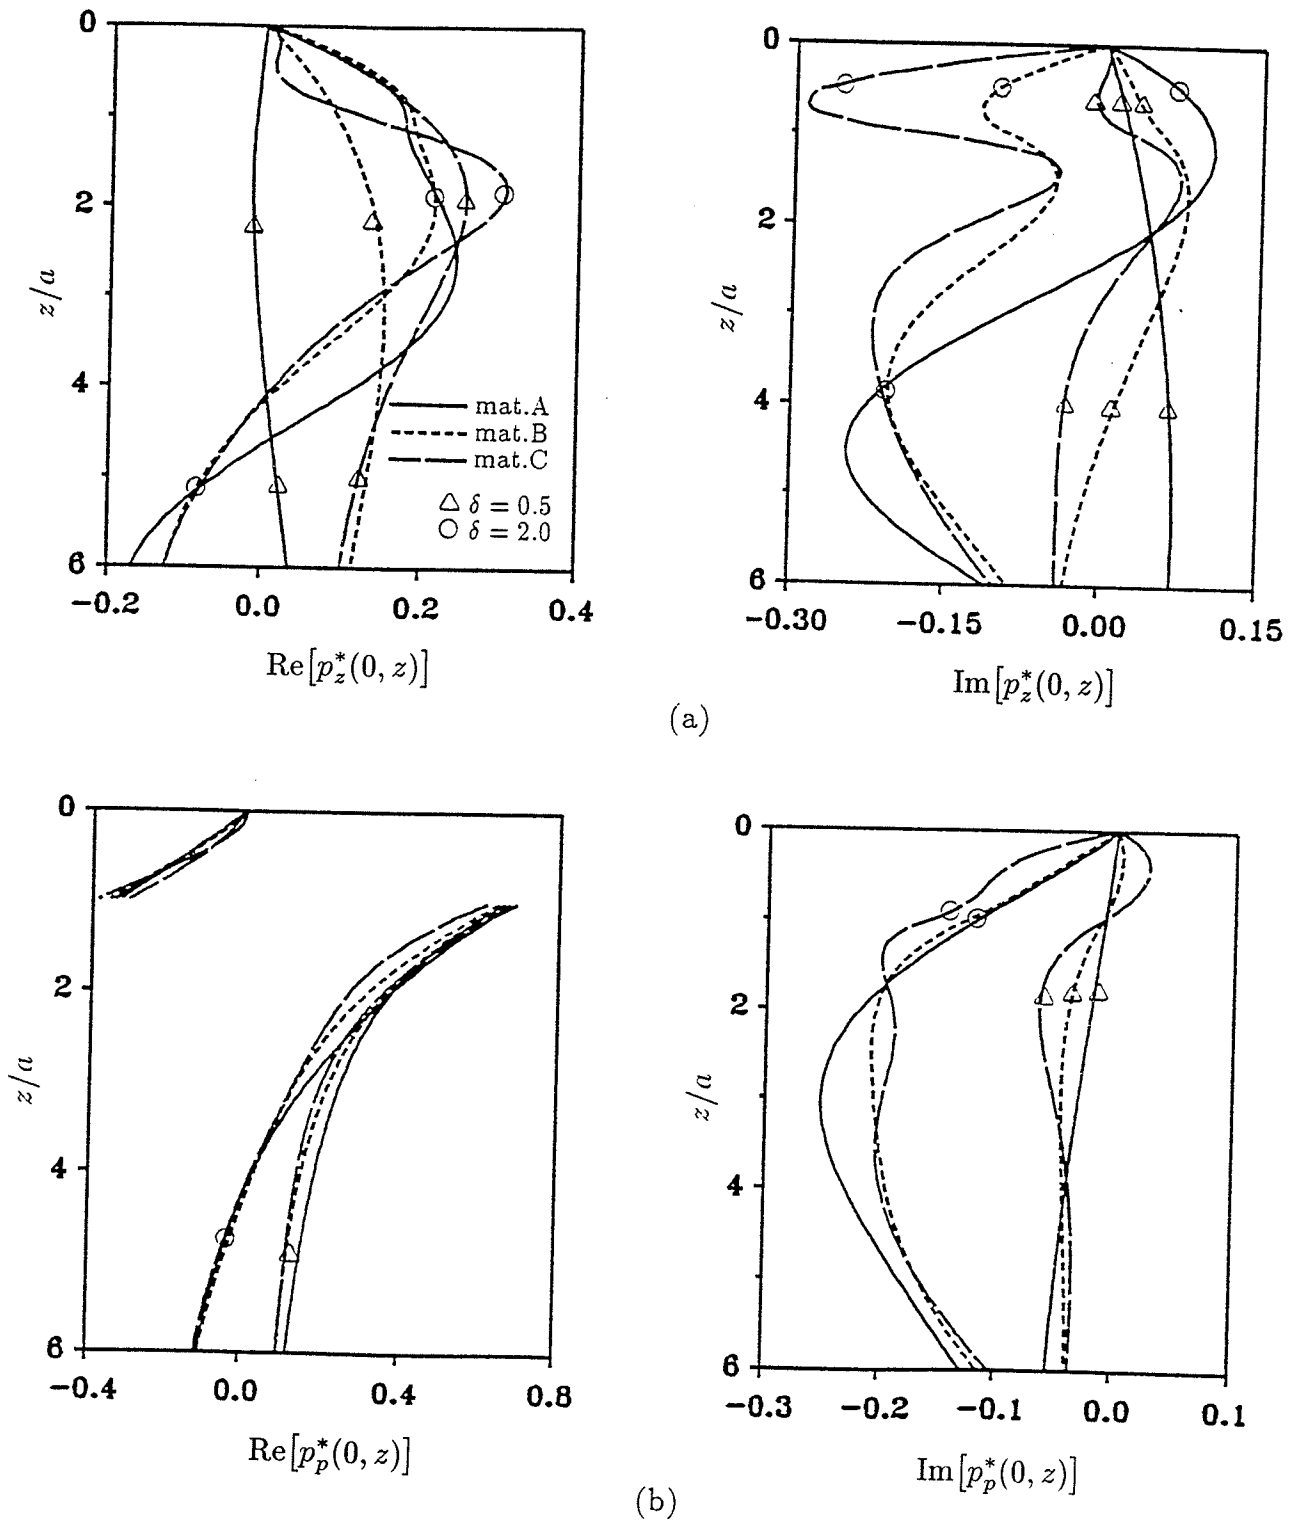 0
2
4
6
z/a
-0.2 0.0 0.2 0.4
Re[p*z(0, z)]
mat.A
mat.B
mat.C
△ δ = 0.5
○ δ = 2.0
0
2
4
6
z/a
-0.30 -0.15 0.00 0.15
Im[p*z(0, z)]
(a)
0
2
4
6
z/a
-0.4 0.0 0.4 0.8
Re[p*p(0, z)]
0
2
4
6
z/a
-0.3 -0.2 -0.1 0.0 0.1
Im[p*p(0, z)]
(b)